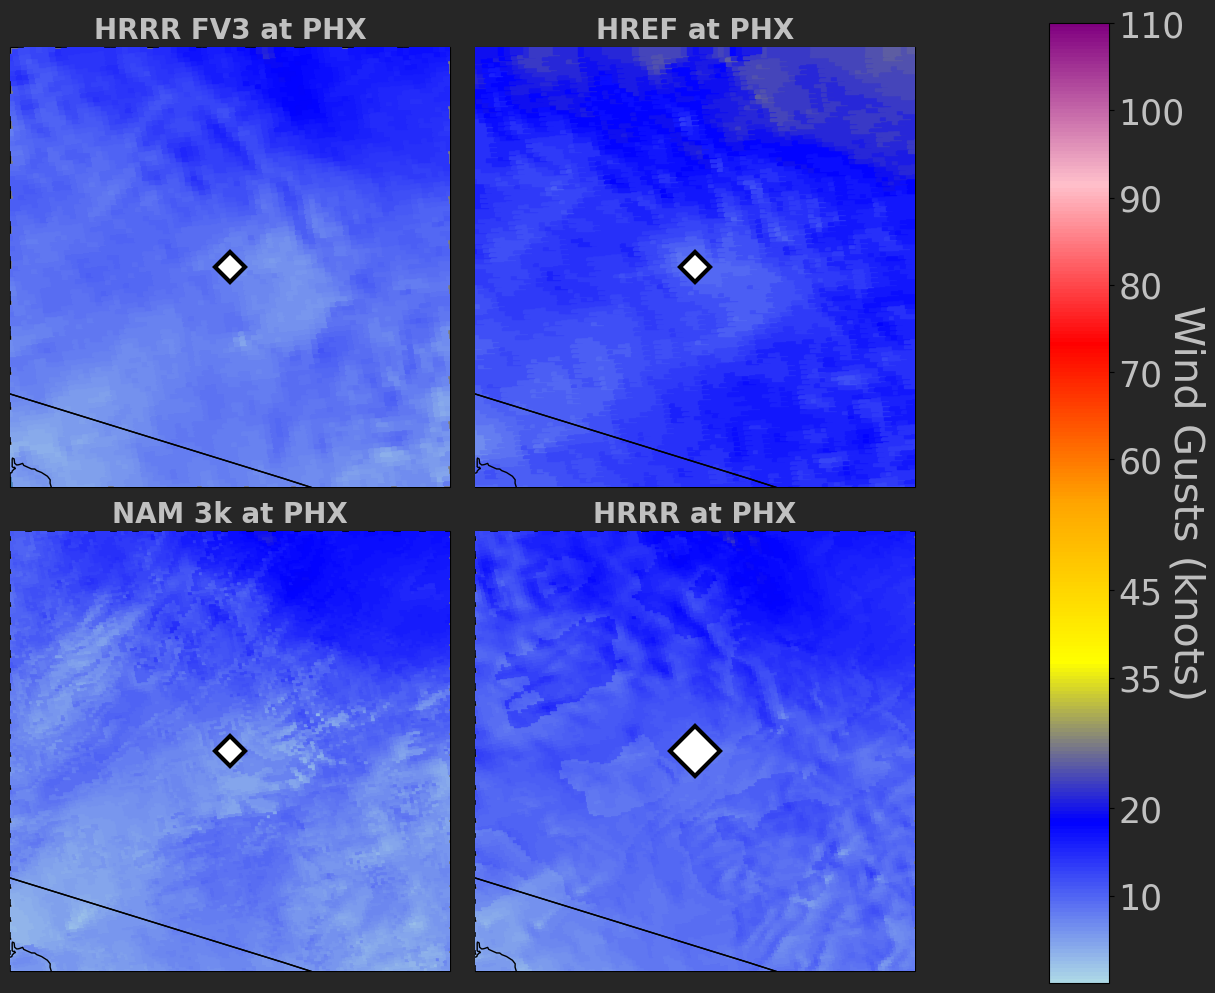 HRRR FV3 at PHX
HREF at PHX
NAM 3k at PHX
HRRR at PHX
110
100
90
80
70
60
45
35
20
10
Wind Gusts (knots)